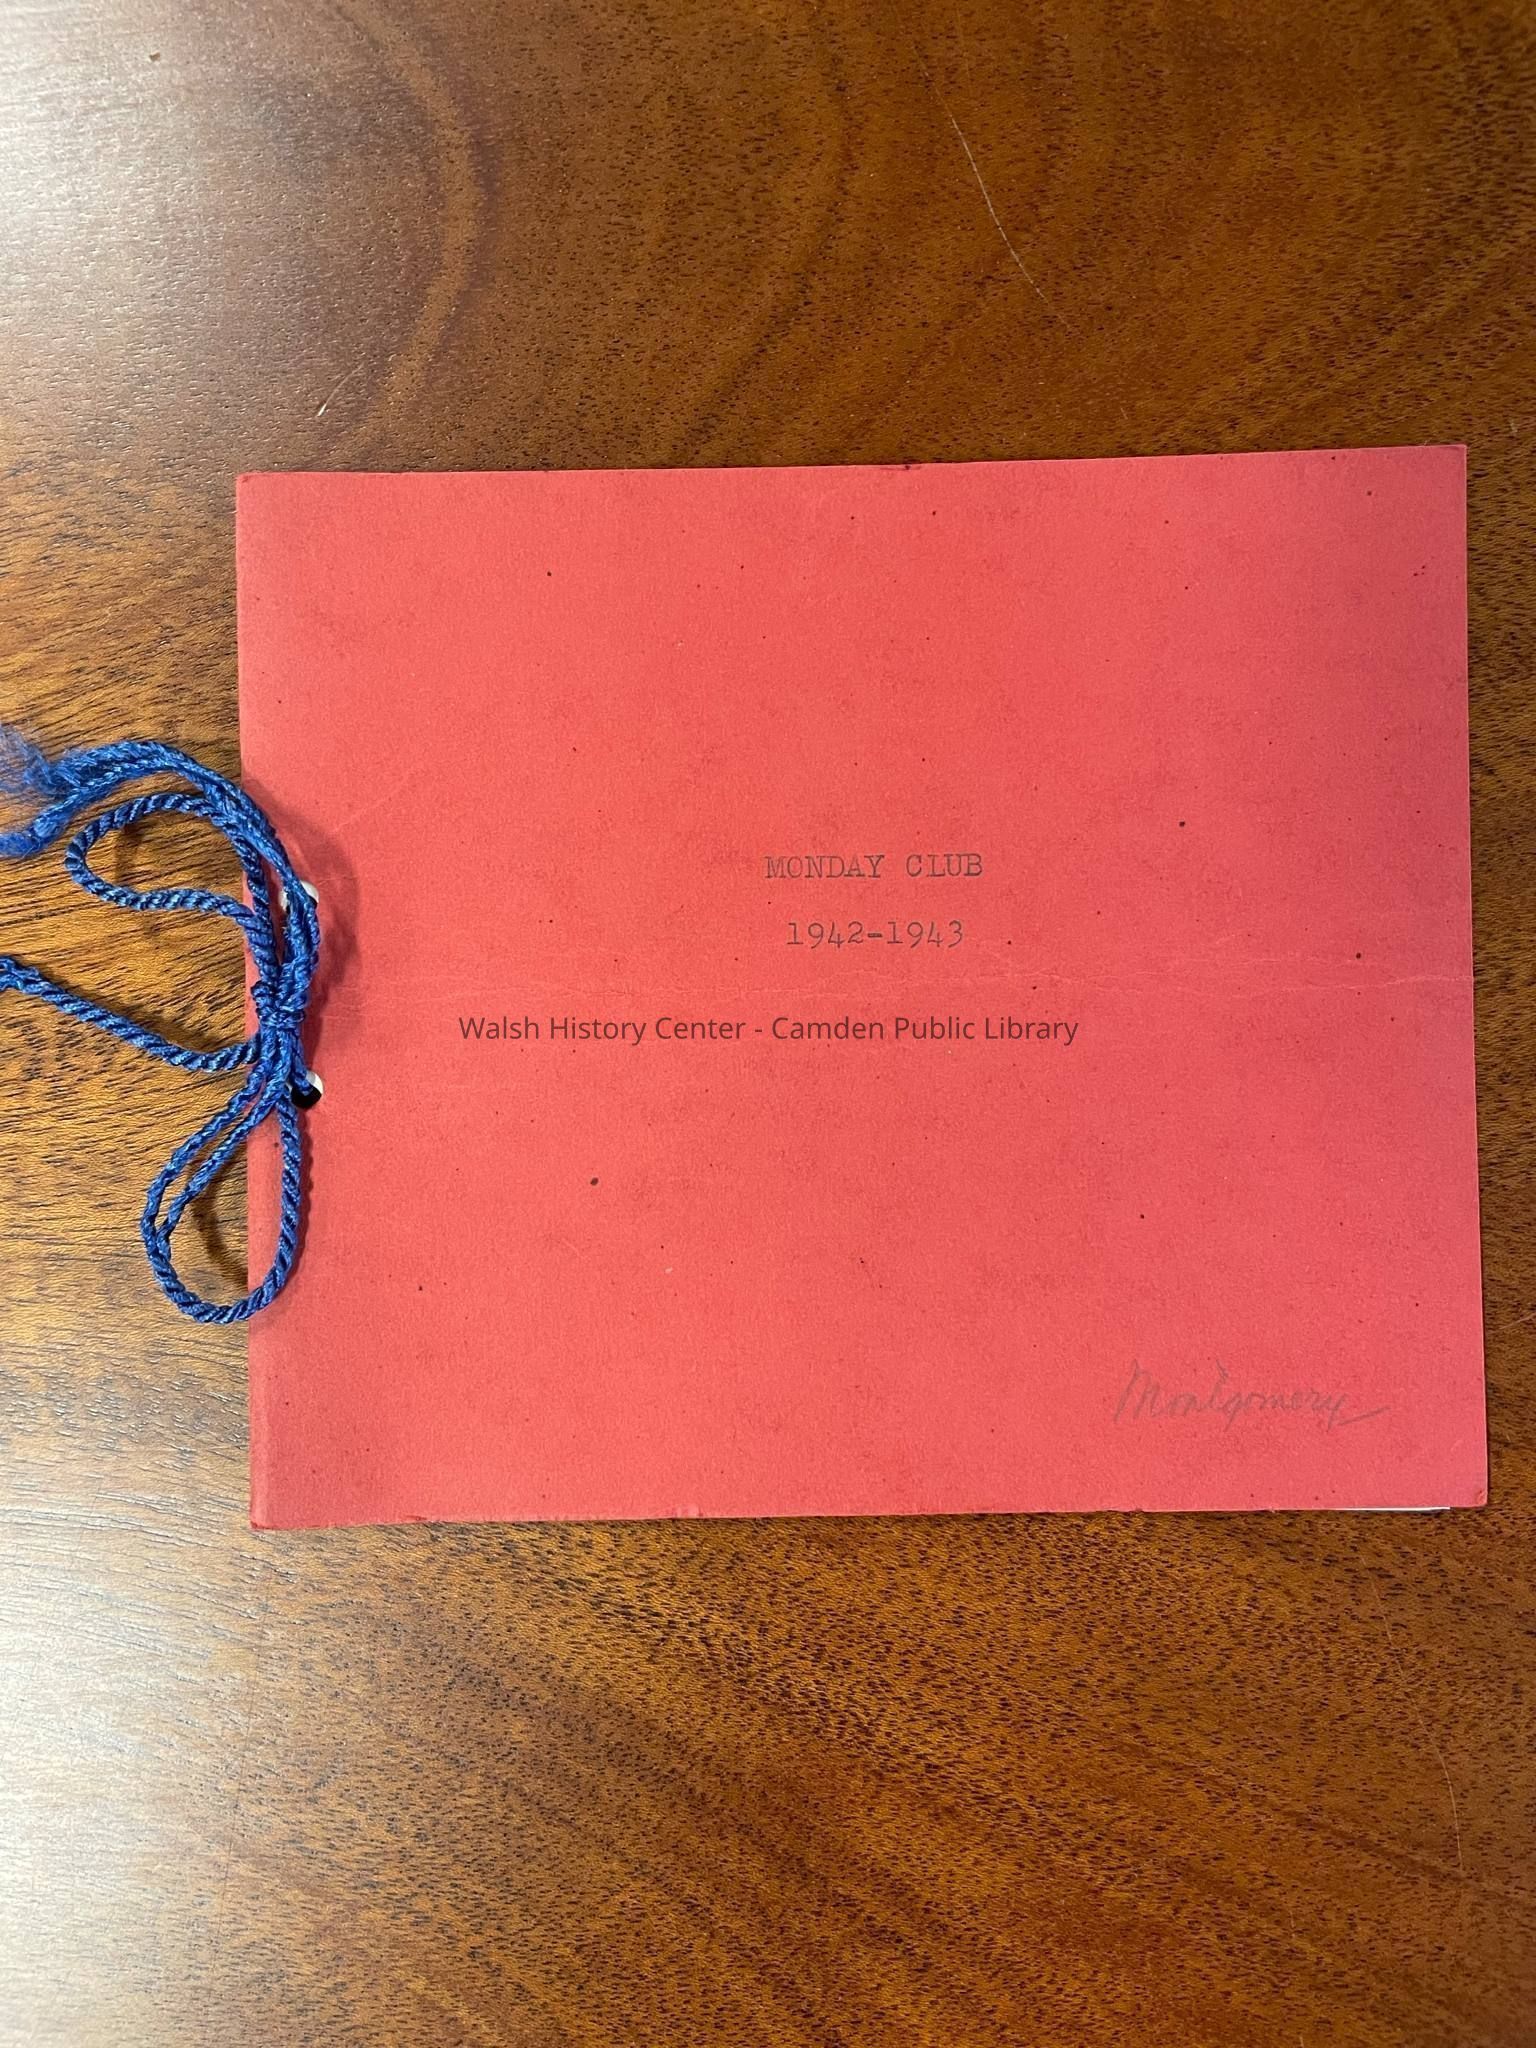 MONDAY CLUB
1942-1943
Walsh History Center - Camden Public Library
Montgomery